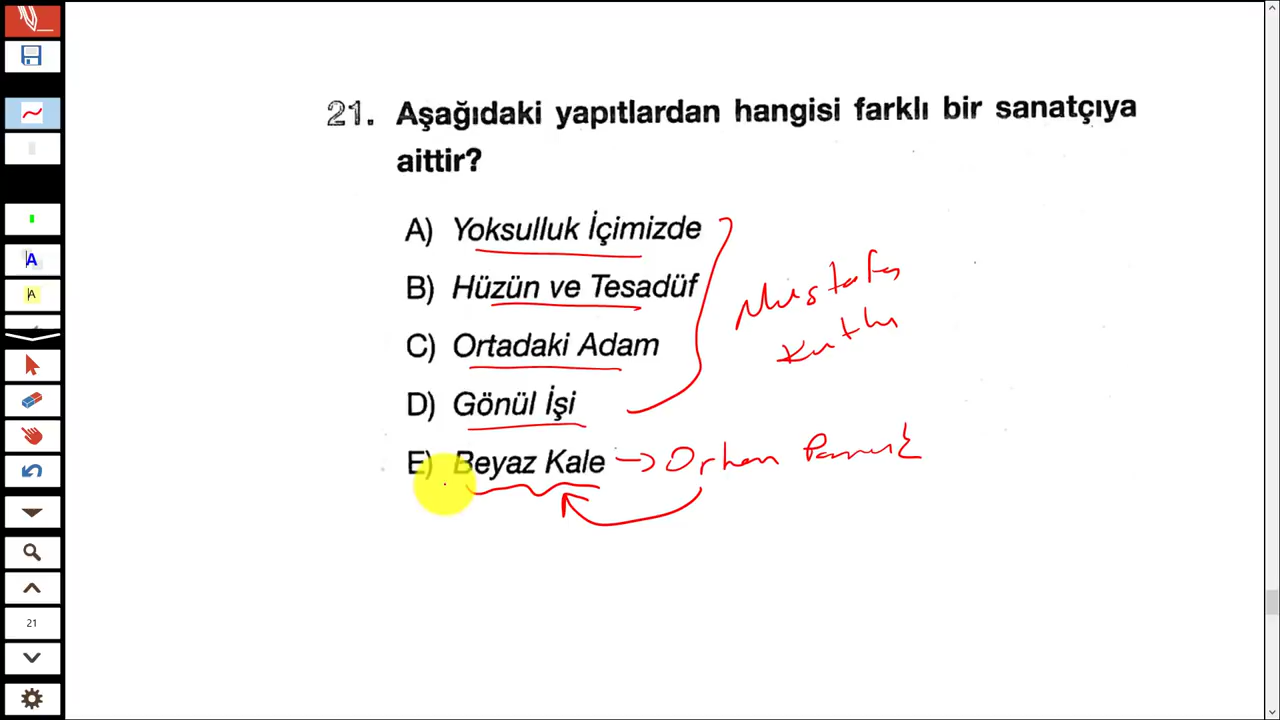 21. Aşağıdaki yapıtlardan hangisi farklı bir sanatçıya
aittir?
A) Yoksulluk İçimizde
B) Hüzün ve Tesadüf
C) Ortadaki Adam
D) Gönül İşi
Mustafa
Kutlu
E) Beyaz Kale → Orhan Pamuk
A
A
21